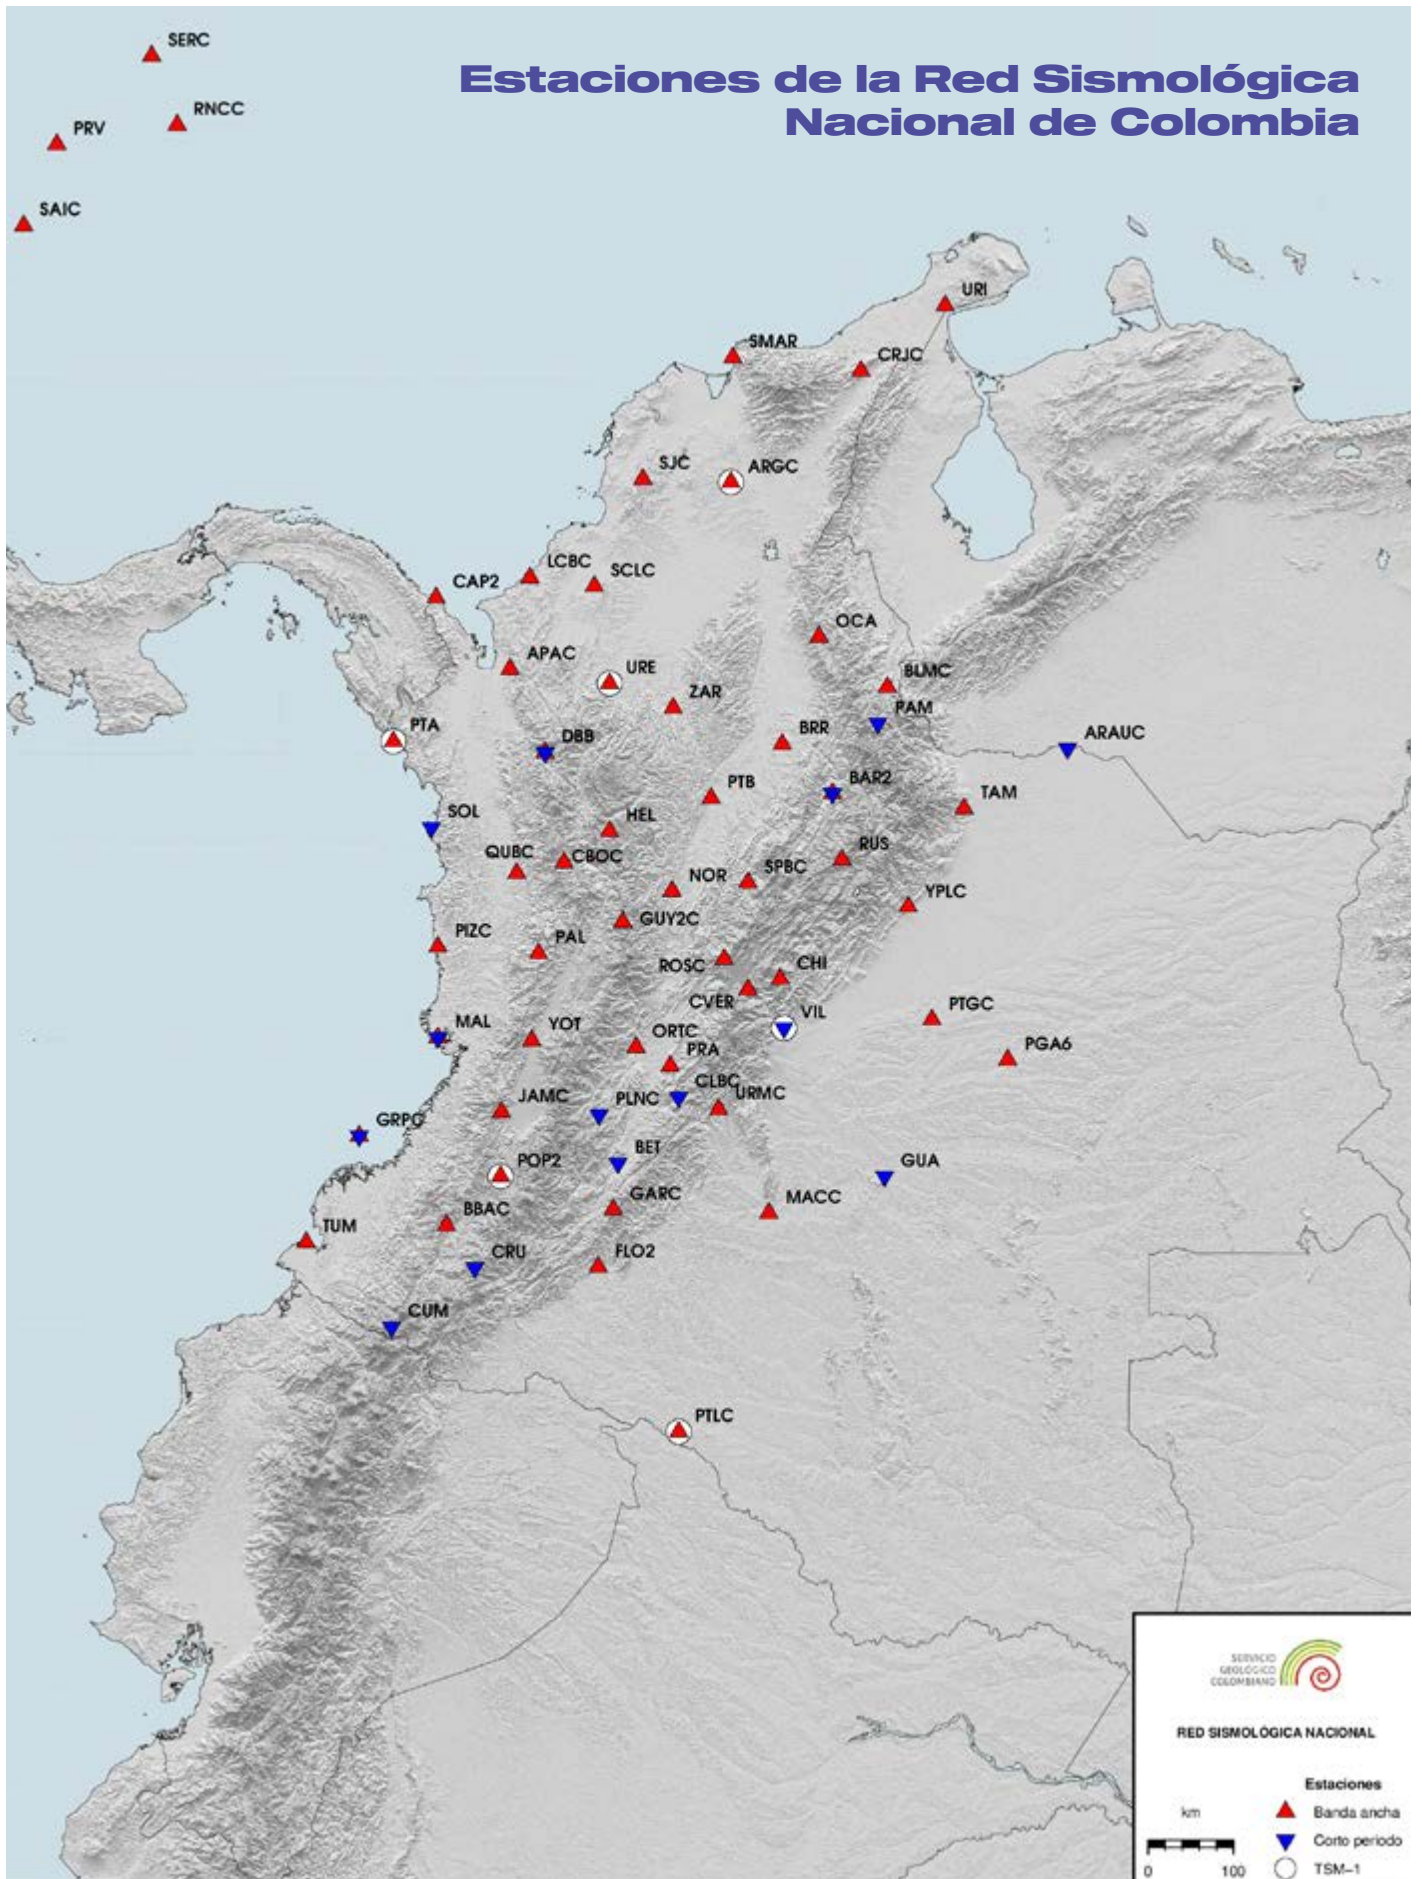 Estaciones de la Red Sismológica
Nacional de Colombia
SERC
RNCC
PRV
SAIC
URI
SMAR
CRJC
SJC
ARGC
LCBC
SCLC
CAP2
OCA
APAC
URE
BLMC
ZAR
PAM
PTA
DBB
BRR
ARAUC
PTB
BAR2
TAM
SOL
HEL
QUBC
CBOC
RUS
NOR
SPBC
YPLC
GUY2C
PIZC
PAL
ROSC
CHI
CVER
VIL
PTGC
MAL
YOT
ORTC
PRA
PGA6
CLBC
URMC
JAMC
PLNC
GRPC
BET
POP2
GUA
GARC
MACC
BBAC
TUM
CRU
FLO2
CUM
PTLC
SERVICIO
GEOLÓGICO
COLOMBIANO
RED SISMOLÓGICA NACIONAL
Estaciones
km
Banda ancha
Corto periodo
0 100
TSM-1